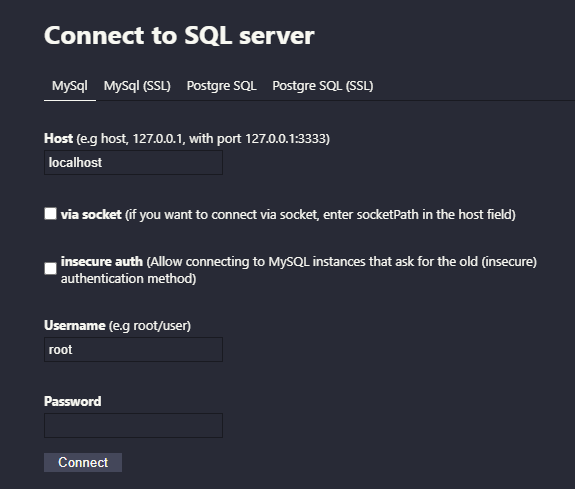 Connect to SQL server
MySql MySql (SSL) Postgre SQL Postgre SQL (SSL)
Host (e.g host, 127.0.0.1, with port 127.0.0.1:3333)
localhost
via socket (if you want to connect via socket, enter socketPath in the host field)
insecure auth (Allow connecting to MySQL instances that ask for the old (insecure)
authentication method)
Username (e.g root/user)
root
Password
Connect